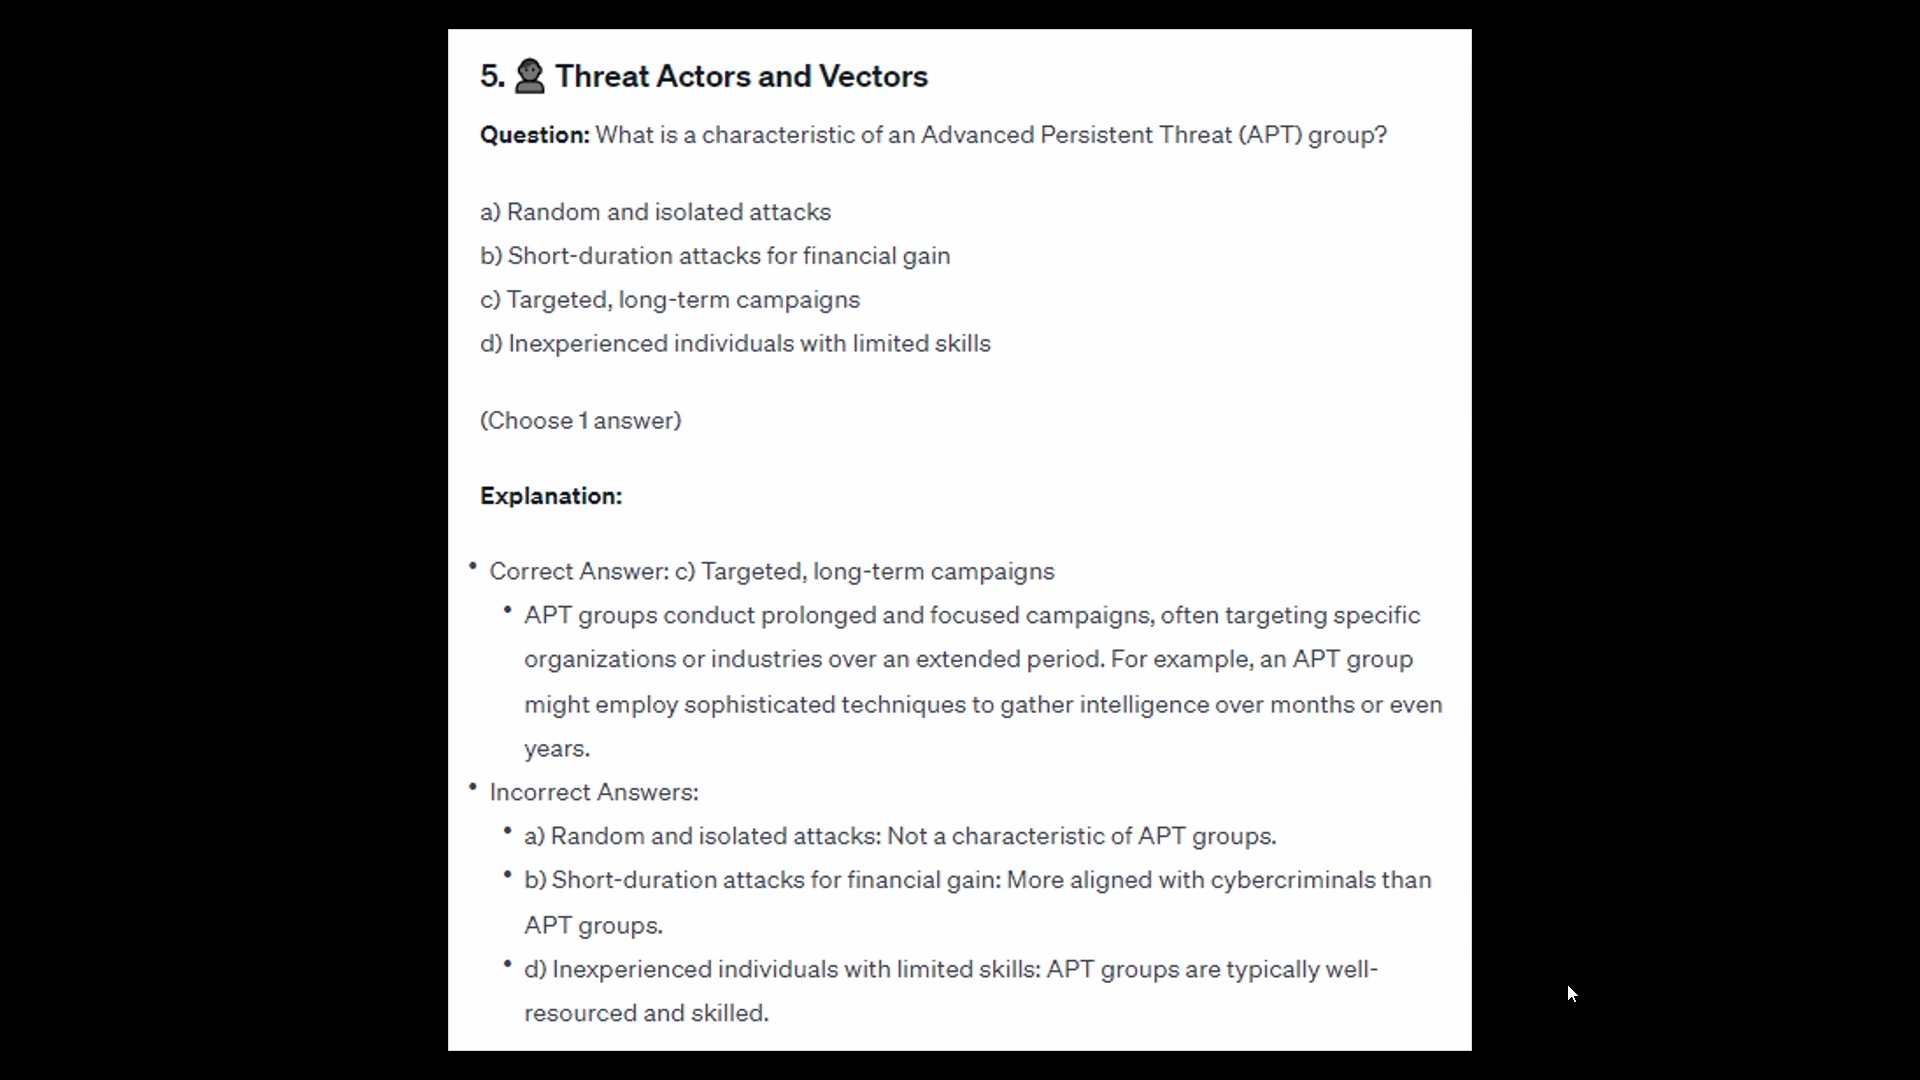 5. Threat Actors and Vectors
Question: What is a characteristic of an Advanced Persistent Threat (APT) group?
a) Random and isolated attacks
b) Short-duration attacks for financial gain
c) Targeted, long-term campaigns
d) Inexperienced individuals with limited skills
(Choose 1 answer)
Explanation:
• Correct Answer: c) Targeted, long-term campaigns
• APT groups conduct prolonged and focused campaigns, often targeting specific
organizations or industries over an extended period. For example, an APT group
might employ sophisticated techniques to gather intelligence over months or even
years.
• Incorrect Answers:
• a) Random and isolated attacks: Not a characteristic of APT groups.
• b) Short-duration attacks for financial gain: More aligned with cybercriminals than
APT groups.
• d) Inexperienced individuals with limited skills: APT groups are typically well-
resourced and skilled.